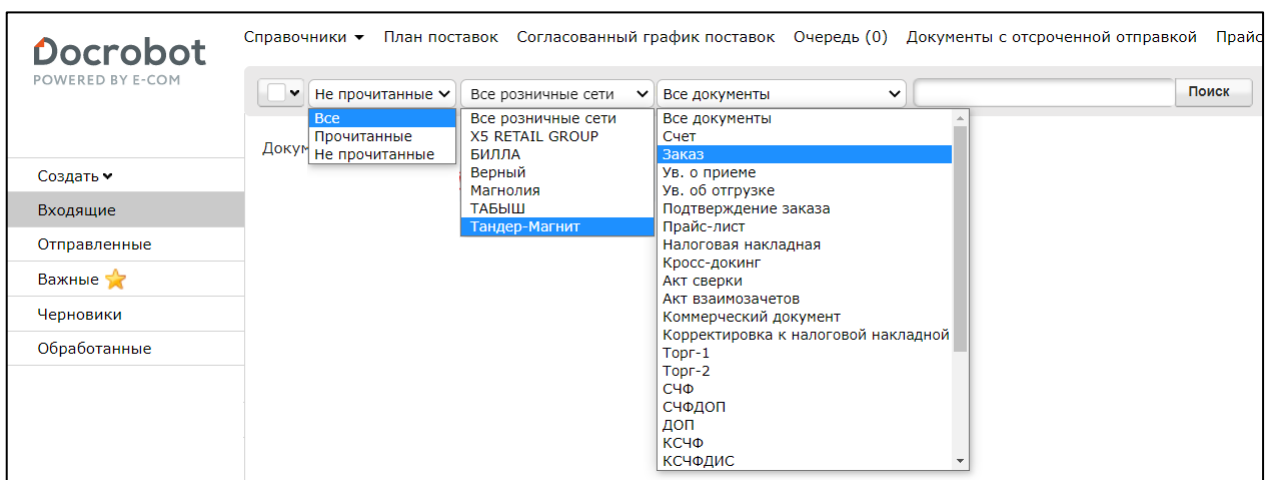 Docrobot
POWERED BY E-COM
Справочники План поставок Согласованный график поставок Очередь (0) Документы с отсроченной отправкой
Не прочитанные Все розничные сети Все документы Поиск
Все
Прочитанные
Не прочитанные
Все розничные сети
X5 RETAIL GROUP
БИЛЛА
Верный
Магнолия
ТАБЫШ
Тандер-Магнит
Все документы
Счет
Заказ
Ув. о приеме
Ув. об отгрузке
Подтверждение заказа
Прайс-лист
Налоговая накладная
Кросс-докинг
Акт сверки
Акт взаимозачетов
Коммерческий документ
Корректировка к налоговой накладной
Торг-1
Торг-2
СЧФ
СЧФДОП
ДОП
КСЧФ
КСЧФДИС
Создать
Входящие
Отправленные
Важные
Черновики
Обработанные